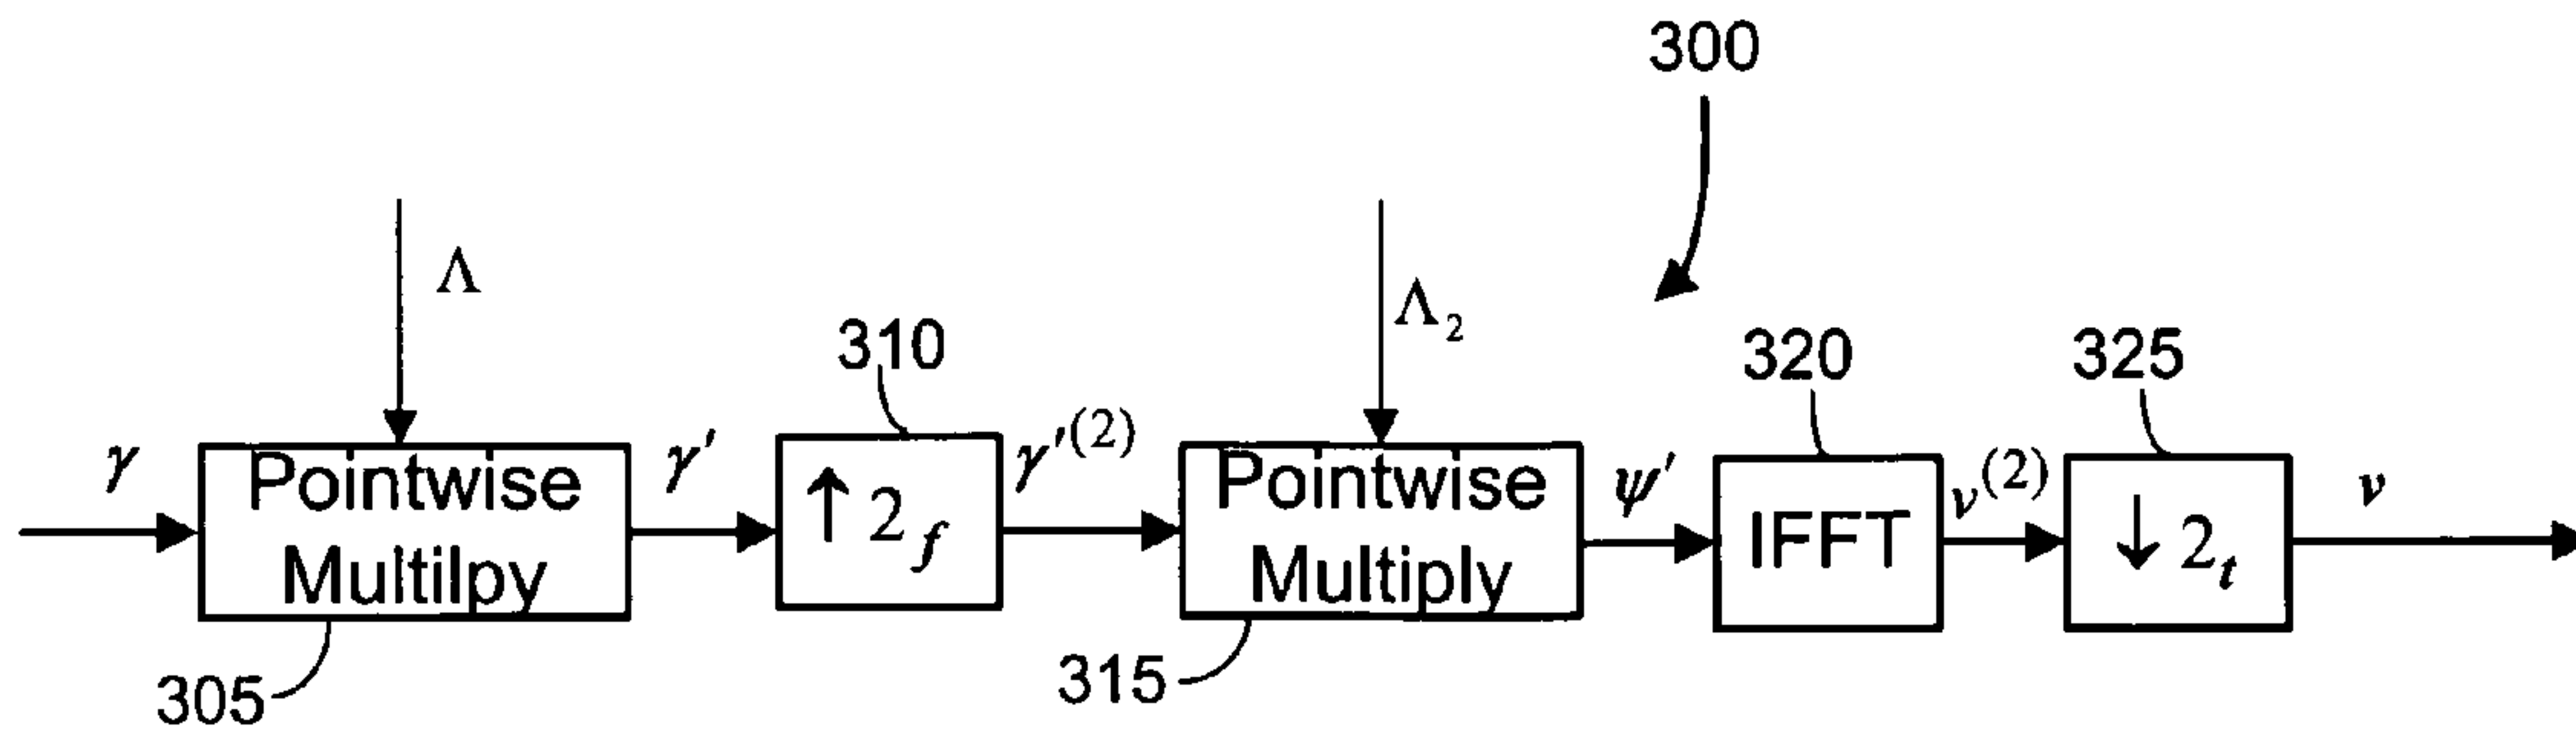 300
Λ
Λ₂
310
320
325
γ
Pointwise
Multilpy
γ′
↑ 2f
γ′(2)
Pointwise
Multiply
ψ′
IFFT
ν(2)
↓ 2t
ν
305
315